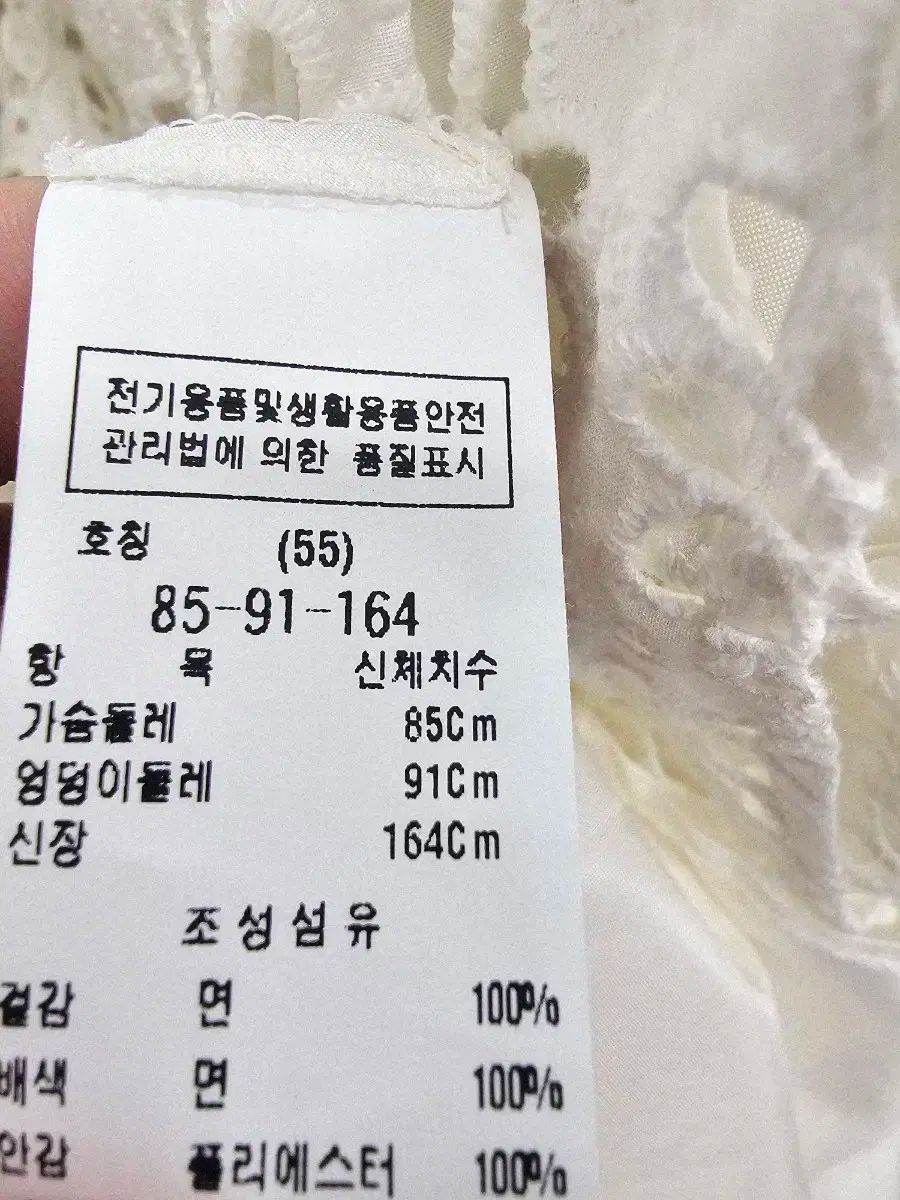 전기용품및생활용품안전
관리법에 의한 품질표시
호칭 (55)
85-91-164
항 목 신체치수
가슴둘레 85Cm
엉덩이둘레 91Cm
신장 164Cm
조성섬유
겉감 면 100%
배색 면 100%
안감 폴리에스터 100%